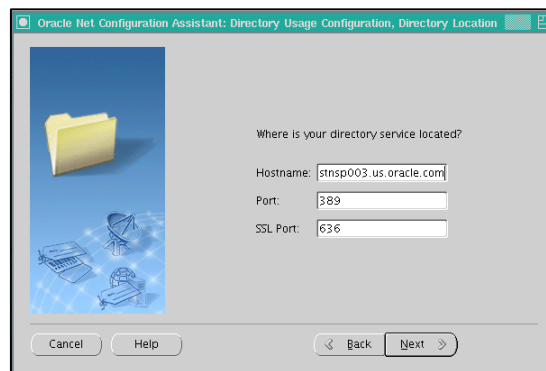 Oracle Net Configuration Assistant: Directory Usage Configuration, Directory Location
Where is your directory service located?
Hostname: stnsp003.us.oracle.com
Port: 389
SSL Port: 636
Cancel Help Back Next